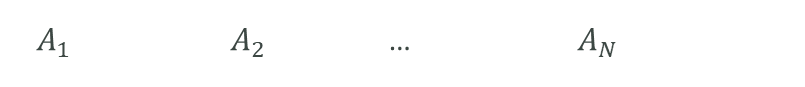 A₁ A₂ ... A_N